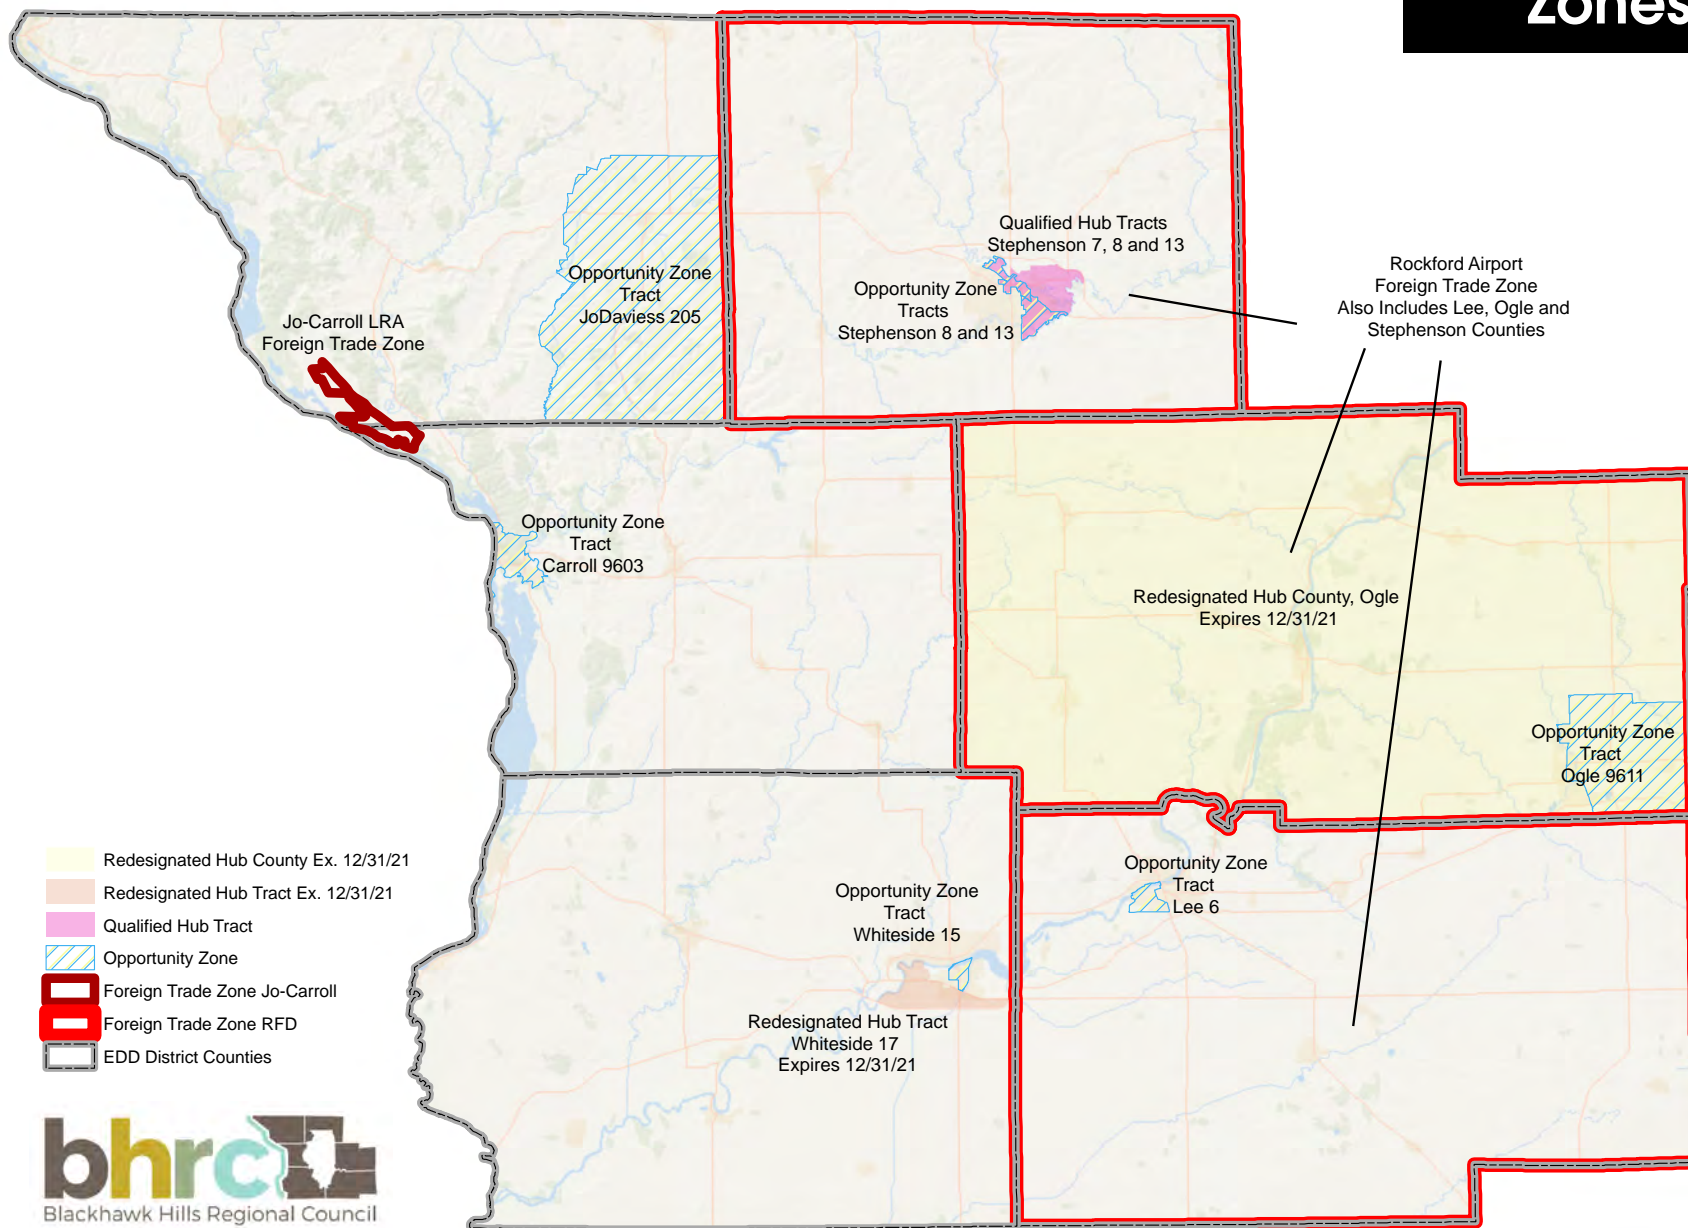 Zones
Qualified Hub Tracts
Stephenson 7, 8 and 13
Opportunity Zone
Tract
JoDaviess 205
Opportunity Zone
Tracts
Stephenson 8 and 13
Rockford Airport
Foreign Trade Zone
Also Includes Lee, Ogle and
Stephenson Counties
Jo-Carroll LRA
Foreign Trade Zone
Opportunity Zone
Tract
Carroll 9603
Redesignated Hub County, Ogle
Expires 12/31/21
Opportunity Zone
Tract
Ogle 9611
Opportunity Zone
Tract
Lee 6
Opportunity Zone
Tract
Whiteside 15
Redesignated Hub Tract
Whiteside 17
Expires 12/31/21
Redesignated Hub County Ex. 12/31/21
Redesignated Hub Tract Ex. 12/31/21
Qualified Hub Tract
Opportunity Zone
Foreign Trade Zone Jo-Carroll
Foreign Trade Zone RFD
EDD District Counties
bhrc
Blackhawk Hills Regional Council